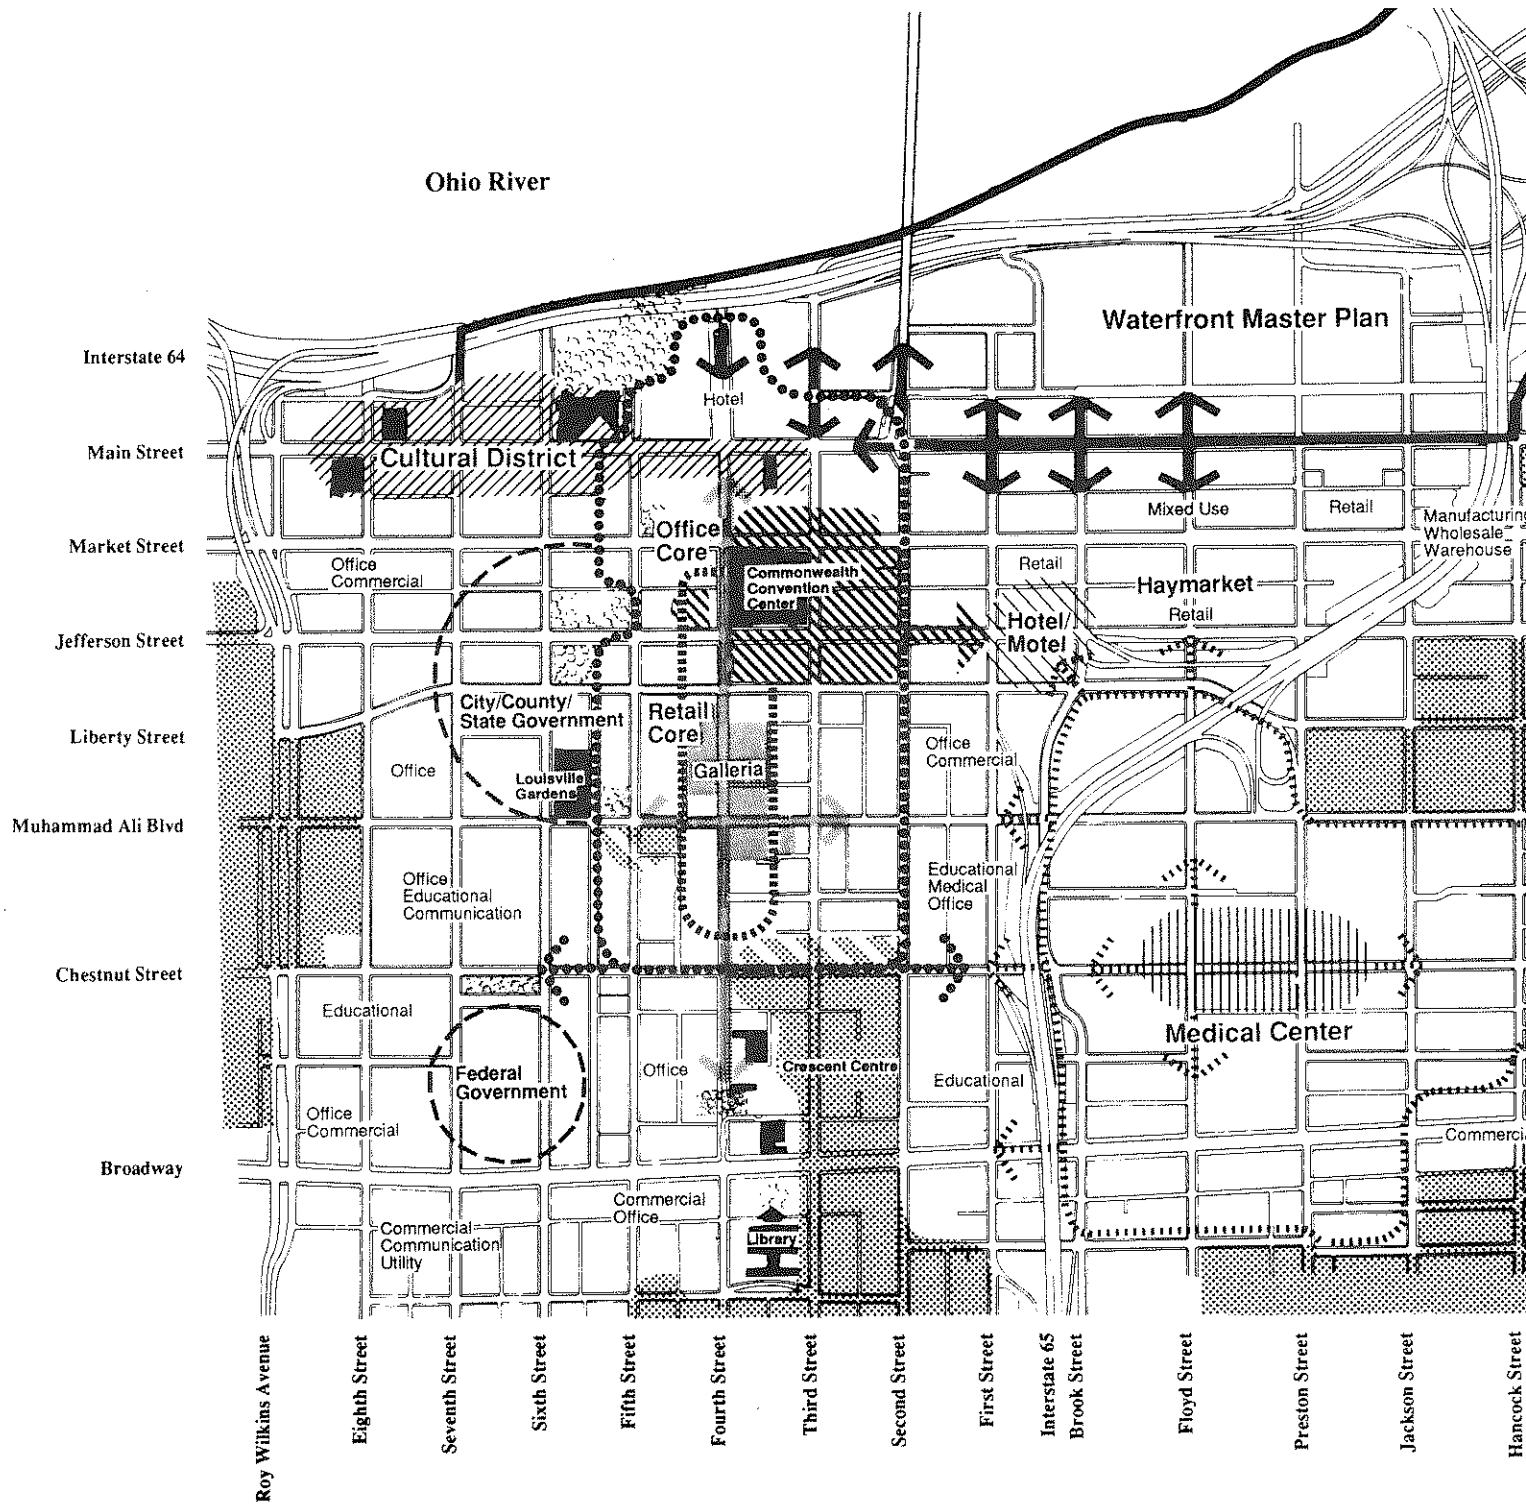 Ohio River
Waterfront Master Plan
Interstate 64
Hotel
Main Street
Cultural District
Mixed Use
Retail
Manufacturing
Wholesale
Warehouse
Office
Core
Market Street
Office
Commercial
Commonwealth
Convention
Center
Retail
Haymarket
Retail
Hotel/
Motel
Jefferson Street
City/County/
State Government
Retail
Core
Liberty Street
Office
Louisville
Gardens
Galleria
Office
Commercial
Muhammad Ali Blvd
Office
Educational
Communication
Educational
Medical
Office
Chestnut Street
Educational
Medical Center
Federal
Government
Office
Crescent Centre
Educational
Office
Commercial
Commerci
Broadway
Commercial
Office
Commercial
Communication
Utility
Library
Roy Wilkins Avenue
Eighth Street
Seventh Street
Sixth Street
Fifth Street
Fourth Street
Third Street
Second Street
First Street
Interstate 65
Brook Street
Floyd Street
Preston Street
Jackson Street
Hancock Street